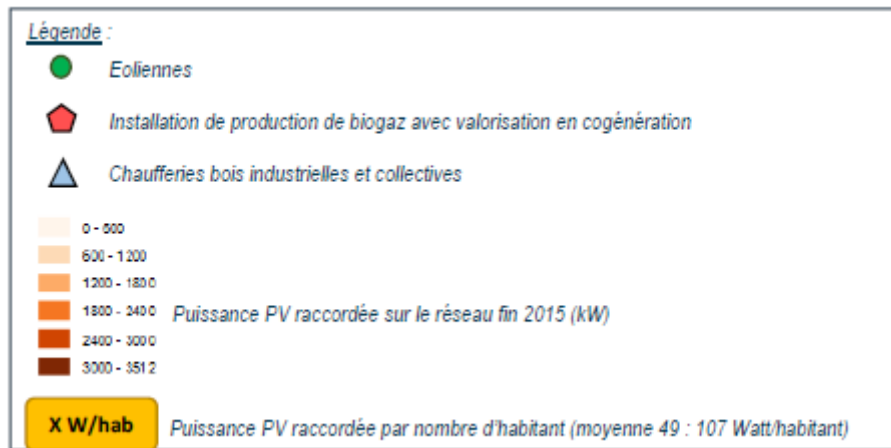 Légende :
Eoliennes
Installation de production de biogaz avec valorisation en cogénération
Chaufferies bois industrielles et collectives
0 - 600
600 - 1200
1200 - 1800
1800 - 2400
Puissance PV raccordée sur le réseau fin 2015 (kW)
2400 - 3000
3000 - 3512
X W/hab
Puissance PV raccordée par nombre d'habitant (moyenne 49 : 107 Watt/habitant)